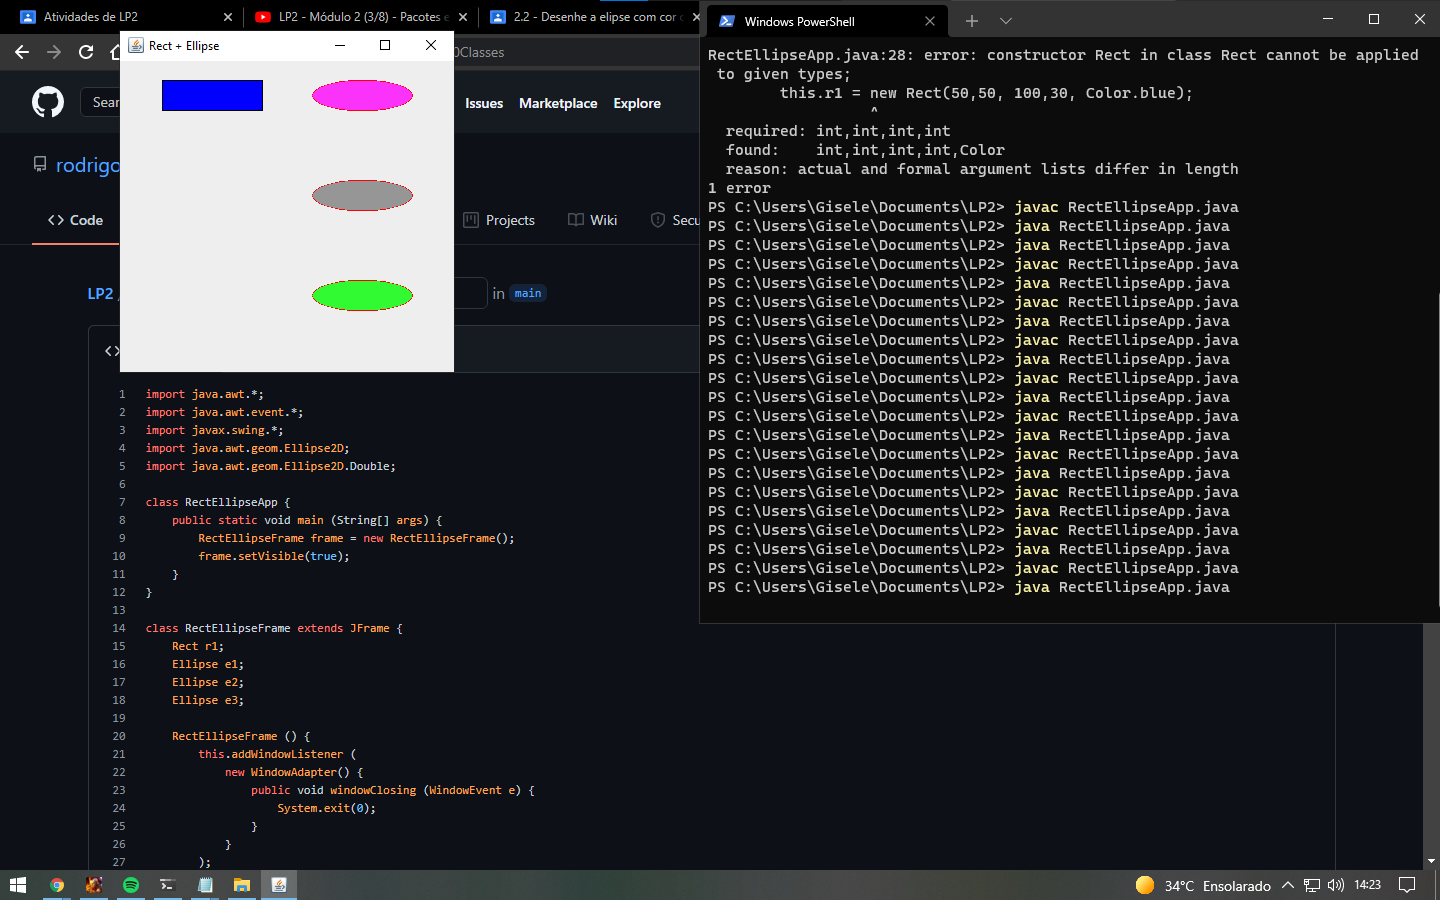 Atividades de LP2
LP2 - Módulo 2 (3/8) - Pacotes e
2.2 - Desenhe a elipse com cor
Windows PowerShell
Rect + Ellipse
0Classes
Sear
Issues
Marketplace
Explore
rodrigo
Code
Projects
Wiki
Secu
LP2 /
in
main
1 import java.awt.*;
2 import java.awt.event.*;
3 import javax.swing.*;
4 import java.awt.geom.Ellipse2D;
5 import java.awt.geom.Ellipse2D.Double;
6
7 class RectEllipseApp {
8 public static void main (String[] args) {
9 RectEllipseFrame frame = new RectEllipseFrame();
10 frame.setVisible(true);
11 }
12 }
13
14 class RectEllipseFrame extends JFrame {
15 Rect r1;
16 Ellipse e1;
17 Ellipse e2;
18 Ellipse e3;
19
20 RectEllipseFrame () {
21 this.addWindowListener (
22 new WindowAdapter() {
23 public void windowClosing (WindowEvent e) {
24 System.exit(0);
25 }
26 }
27 );
RectEllipseApp.java:28: error: constructor Rect in class Rect cannot be applied
to given types;
this.r1 = new Rect(50,50, 100,30, Color.blue);
^
required: int,int,int,int
found: int,int,int,int,Color
reason: actual and formal argument lists differ in length
1 error
PS C:\Users\Gisele\Documents\LP2> javac RectEllipseApp.java
PS C:\Users\Gisele\Documents\LP2> java RectEllipseApp.java
PS C:\Users\Gisele\Documents\LP2> java RectEllipseApp.java
PS C:\Users\Gisele\Documents\LP2> javac RectEllipseApp.java
PS C:\Users\Gisele\Documents\LP2> java RectEllipseApp.java
PS C:\Users\Gisele\Documents\LP2> javac RectEllipseApp.java
PS C:\Users\Gisele\Documents\LP2> java RectEllipseApp.java
PS C:\Users\Gisele\Documents\LP2> javac RectEllipseApp.java
PS C:\Users\Gisele\Documents\LP2> java RectEllipseApp.java
PS C:\Users\Gisele\Documents\LP2> javac RectEllipseApp.java
PS C:\Users\Gisele\Documents\LP2> java RectEllipseApp.java
PS C:\Users\Gisele\Documents\LP2> javac RectEllipseApp.java
PS C:\Users\Gisele\Documents\LP2> java RectEllipseApp.java
PS C:\Users\Gisele\Documents\LP2> javac RectEllipseApp.java
PS C:\Users\Gisele\Documents\LP2> java RectEllipseApp.java
PS C:\Users\Gisele\Documents\LP2> javac RectEllipseApp.java
PS C:\Users\Gisele\Documents\LP2> java RectEllipseApp.java
PS C:\Users\Gisele\Documents\LP2> javac RectEllipseApp.java
PS C:\Users\Gisele\Documents\LP2> java RectEllipseApp.java
PS C:\Users\Gisele\Documents\LP2> javac RectEllipseApp.java
PS C:\Users\Gisele\Documents\LP2> java RectEllipseApp.java
34°C Ensolarado
14:23